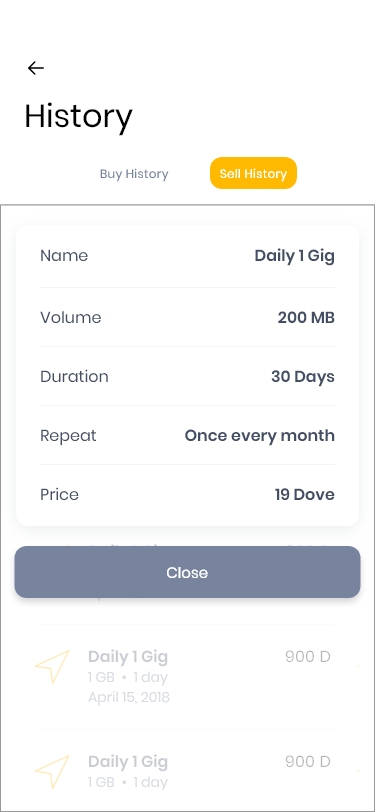 History
Buy History Sell History
Name Daily 1 Gig
Volume 200 MB
Duration 30 Days
Repeat Once every month
Price 19 Dove
Close
Daily 1 Gig 900 D
1 GB • 1 day
April 15, 2018
Daily 1 Gig 900 D
1 GB • 1 day